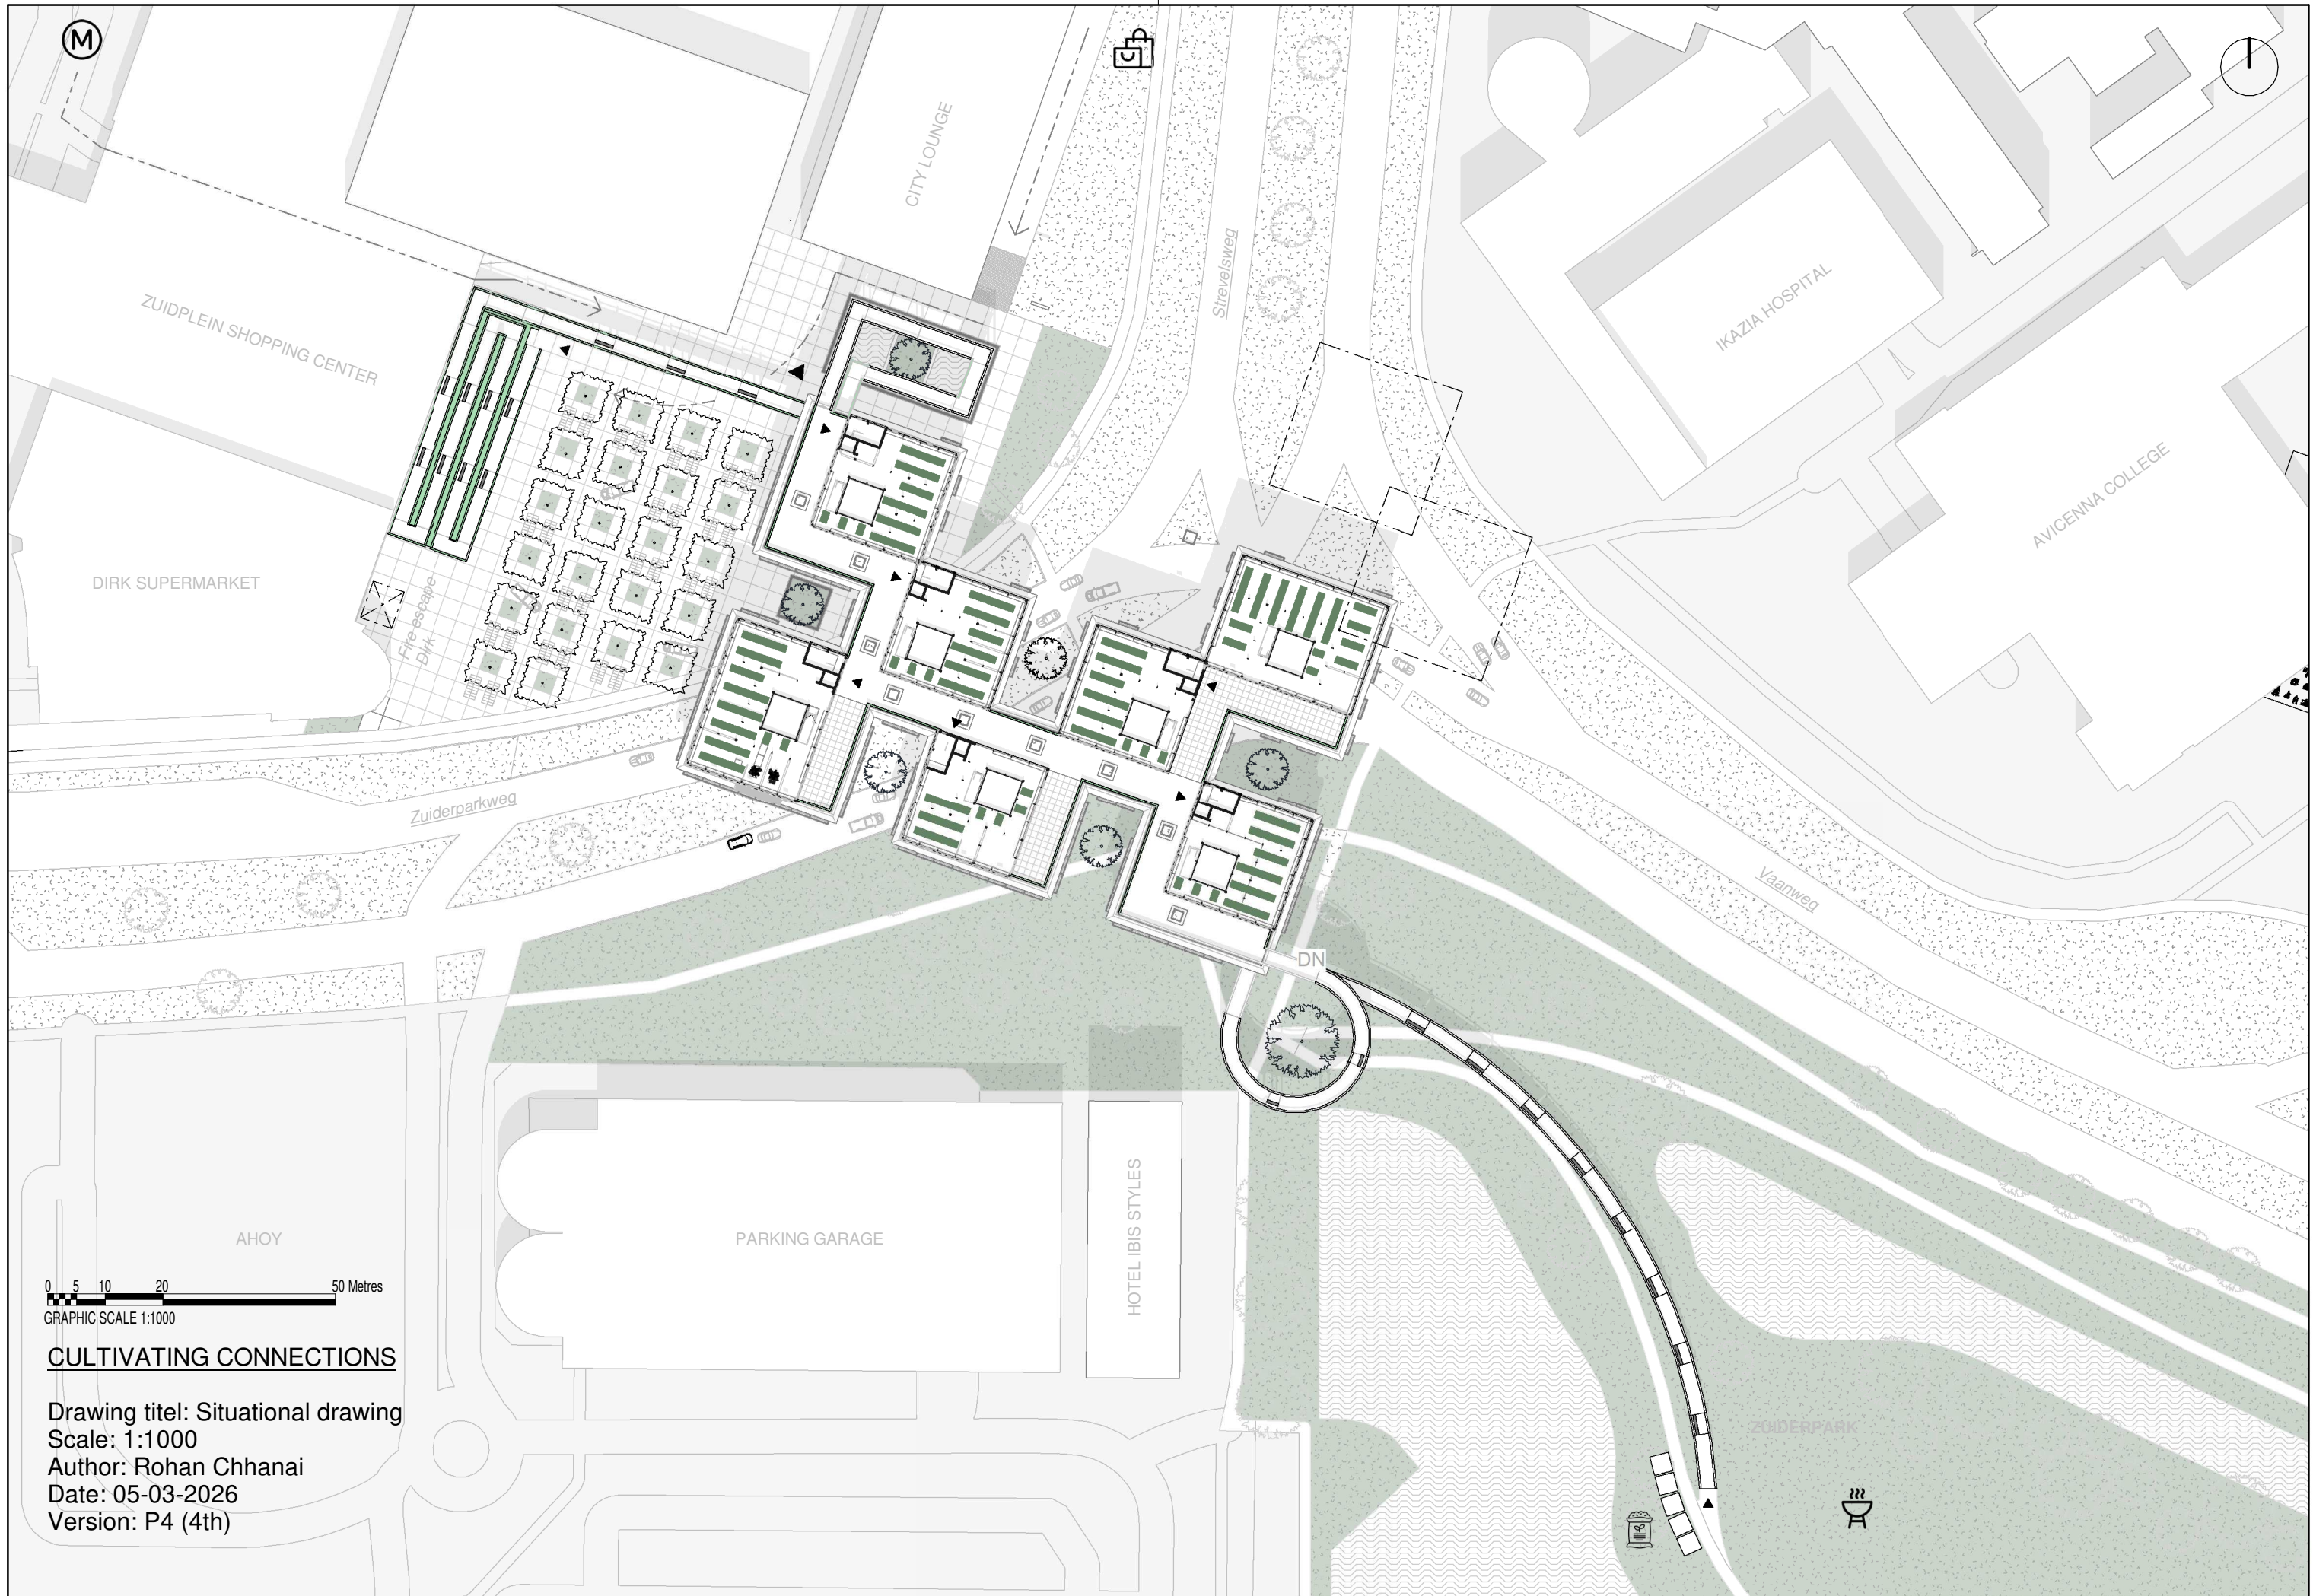 M
CITY LOUNGE
Strevelsweg
IKAZIA HOSPITAL
ZUIDPLEIN SHOPPING CENTER
AVICENNA COLLEGE
DIRK SUPERMARKET
Fire escape
Dirk
Zuiderparkweg
Vaanweg
DN
AHOY
PARKING GARAGE
HOTEL IBIS STYLES
ZUIDERPARK
0 5 10 20 50 Metres
GRAPHIC SCALE 1:1000
CULTIVATING CONNECTIONS
Drawing titel: Situational drawing
Scale: 1:1000
Author: Rohan Chhanai
Date: 05-03-2026
Version: P4 (4th)